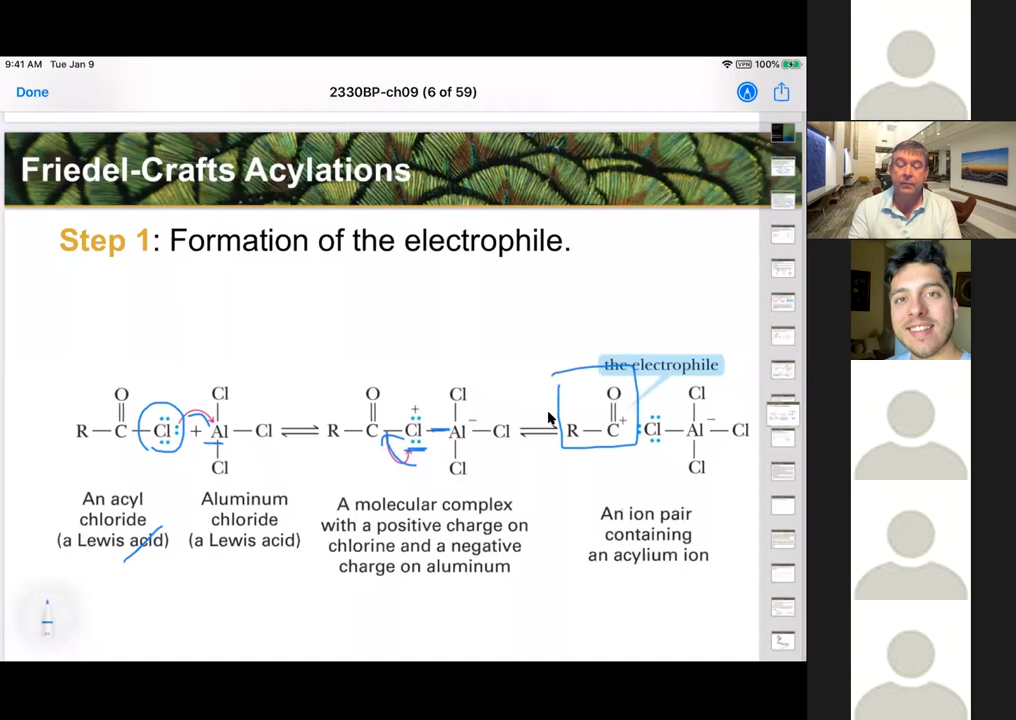 9:41 AM Tue Jan 9
VPN 100%
Done
2330BP-ch09 (6 of 59)
Friedel-Crafts Acylations
Step 1: Formation of the electrophile.
the electrophile
O Cl O + Cl O Cl
R—C—Cl: + Al—Cl R—C—Cl—Al⁻—Cl R—C⁺ :Cl—Al⁻—Cl
Cl Cl Cl
An acyl
chloride
(a Lewis acid)
Aluminum
chloride
(a Lewis acid)
A molecular complex
with a positive charge on
chlorine and a negative
charge on aluminum
An ion pair
containing
an acylium ion